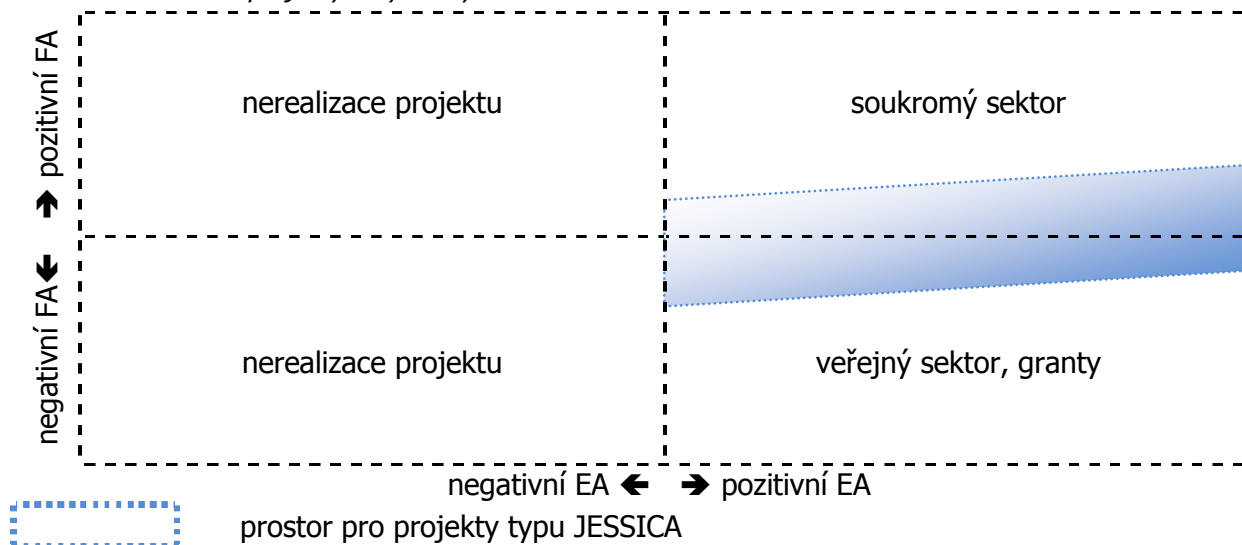 pozitivní FA
nerealizace projektu
soukromý sektor
negativní FA
nerealizace projektu
veřejný sektor, granty
negativní EA 🡸 🡺 pozitivní EA
prostor pro projekty typu JESSICA